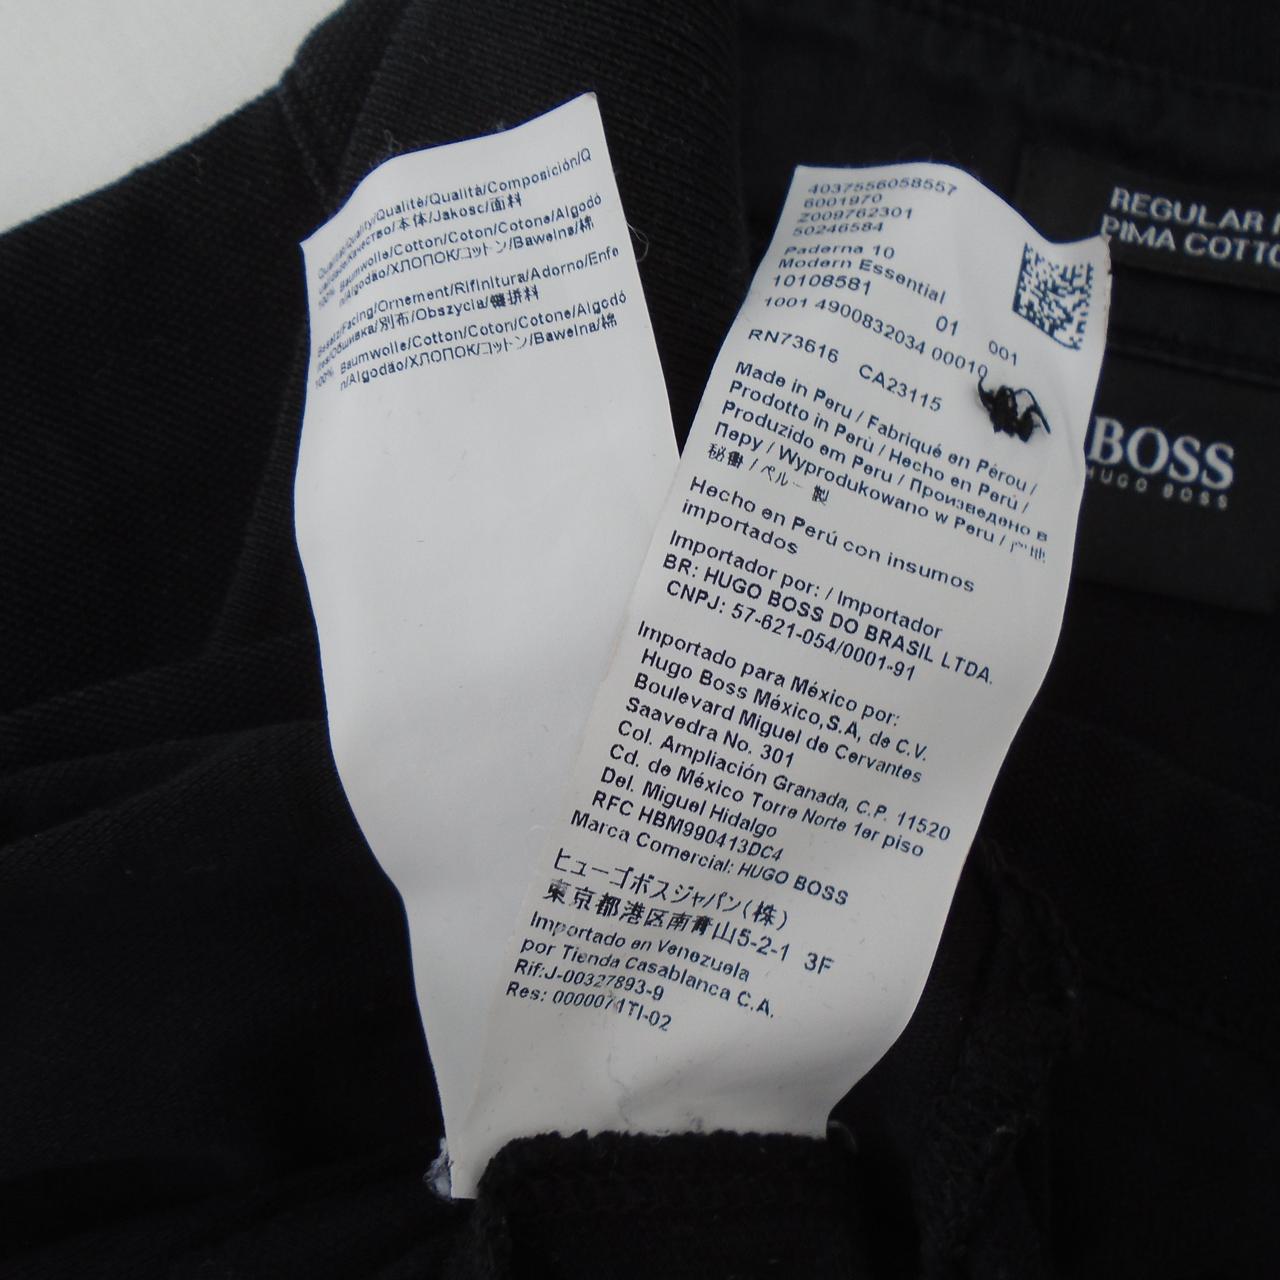 Qualität/Quality/Qualité/Qualità/Composición/Q
ualidade/Качество/本体/Jakosc/面料
100% Baumwolle/Cotton/Coton/Cotone/Algodó
n/Algodão/ХЛОПОК/コットン/Bawelna/棉
Besatz/Facing/Ornement/Rifinitura/Adorno/Enfe
ites/Обшивка/別布/Obszycia/镶拼料
100% Baumwolle/Cotton/Coton/Cotone/Algodó
n/Algodão/ХЛОПОК/コットン/Bawelna/棉
4037556058557
6001970
Z009762301
50246584
Paderna 10
Modern Essential
10108581 01
1001 4900832034 00010 001
RN73616 CA23115
Made in Peru / Fabriqué en Pérou /
Prodotto in Perù / Hecho en Perú /
Produzido em Peru / Произведено в
Перу / Wyprodukowano w Peru / 产地
秘鲁 / ペルー 製
Hecho en Perú con insumos
importados
Importador por: / Importador
BR: HUGO BOSS DO BRASIL LTDA.
CNPJ: 57-621-054/0001-91
Importado para México por:
Hugo Boss México,S.A, de C.V.
Boulevard Miguel de Cervantes
Saavedra No. 301
Col. Ampliación Granada, C.P. 11520
Cd. de México Torre Norte 1er piso
Del. Miguel Hidalgo
RFC HBM990413DC4
Marca Comercial: HUGO BOSS
ヒューゴボスジャパン(株)
東京都港区南青山5-2-1 3F
Importado en Venezuela
por Tienda Casablanca C.A.
Rif:J-00327893-9
Res: 0000071TI-02
REGULAR
PIMA COTTO
BOSS
HUGO BOSS